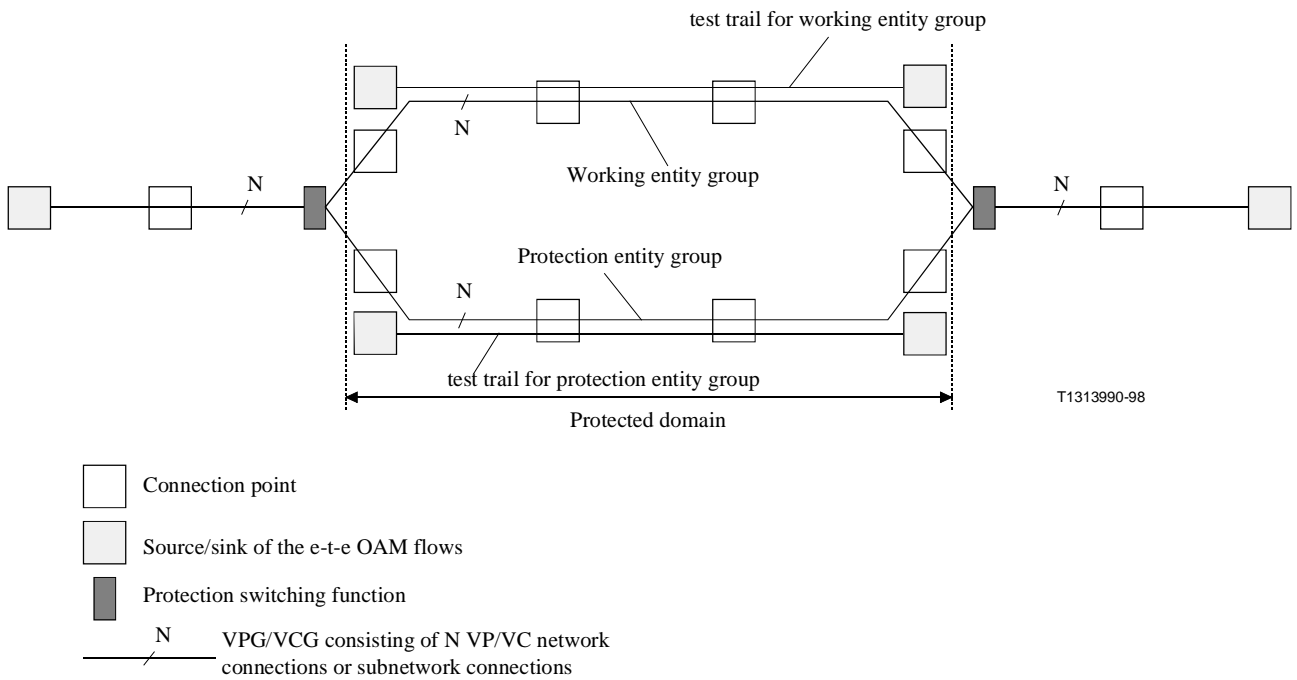 test trail for working entity group
N
Working entity group
N
N
Protection entity group
N
test trail for protection entity group
T1313990-98
Protected domain
Connection point
Source/sink of the e-t-e OAM flows
Protection switching function
N
VPG/VCG consisting of N VP/VC network
connections or subnetwork connections